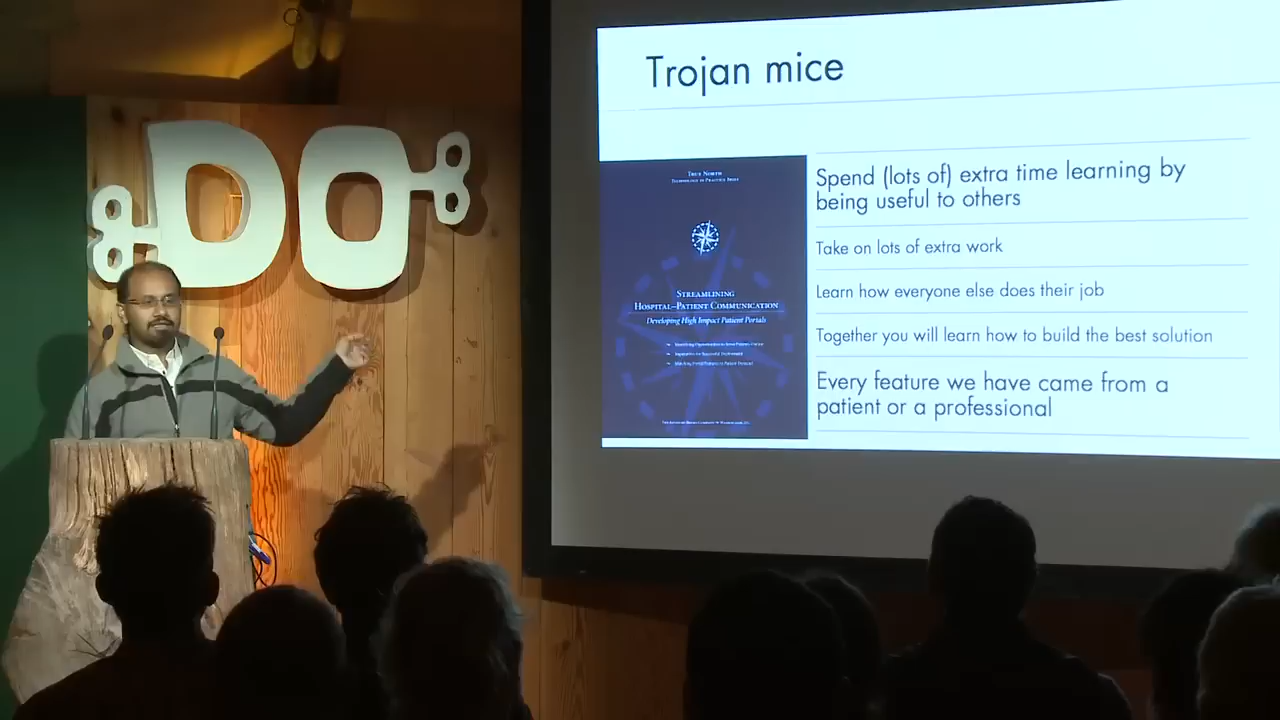 DO
Trojan mice
TRUE NORTH
STREAMLINING
HOSPITAL–PATIENT COMMUNICATION
Developing High Impact Patient Portals
Spend (lots of) extra time learning by
being useful to others
Take on lots of extra work
Learn how everyone else does their job
Together you will learn how to build the best solution
Every feature we have came from a
patient or a professional